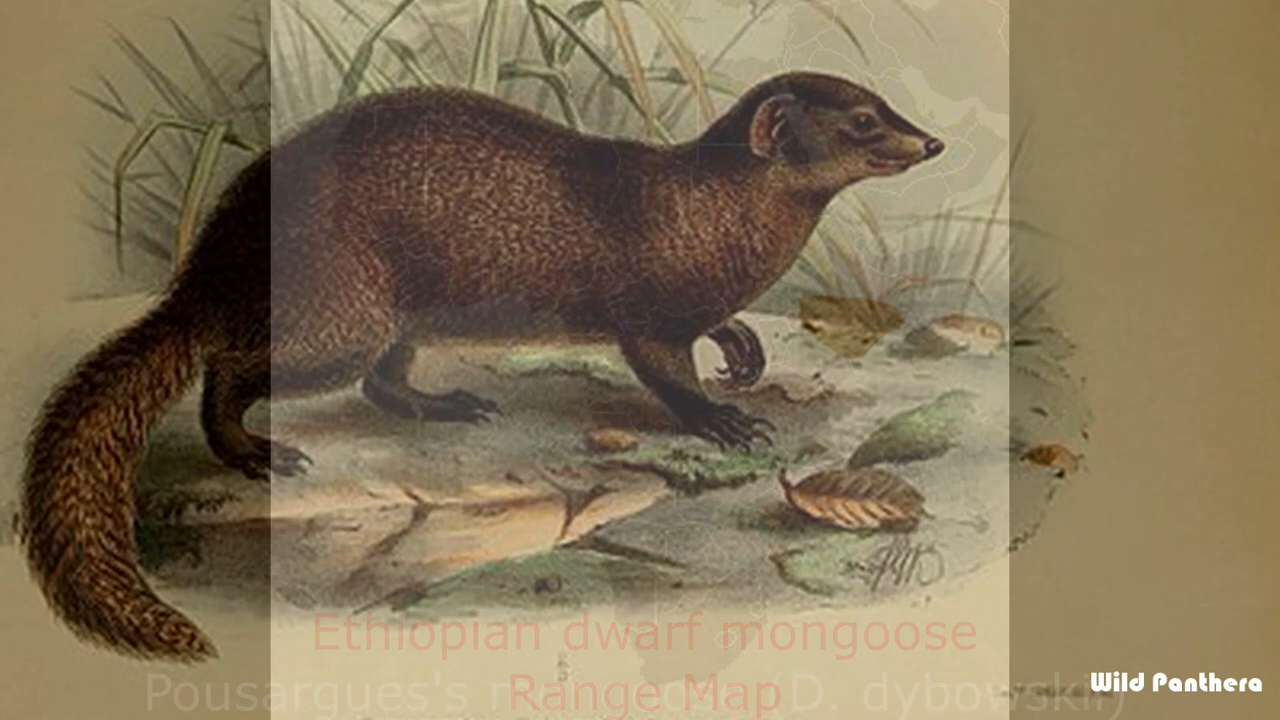 Ethiopian dwarf mongoose
Pousargues's (D. dybowskii)
Range Map
Wild Panthera